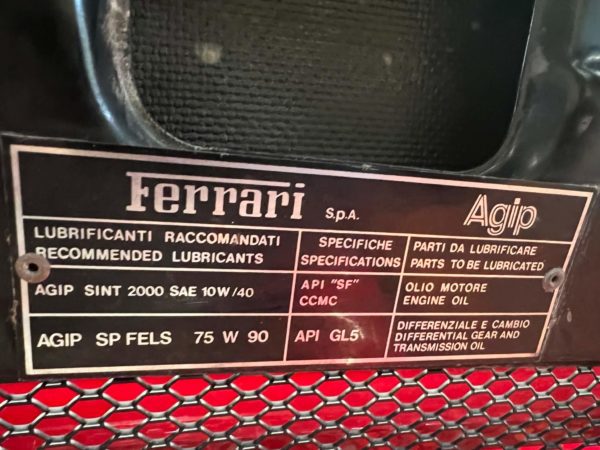 Ferrari S.p.A. Agip
LUBRIFICANTI RACCOMANDATI
RECOMMENDED LUBRICANTS
SPECIFICHE
SPECIFICATIONS
PARTI DA LUBRIFICARE
PARTS TO BE LUBRICATED
AGIP SINT 2000 SAE 10W/40
API "SF"
CCMC
OLIO MOTORE
ENGINE OIL
AGIP SP FELS 75 W 90
API GL5
DIFFERENZIALE E CAMBIO
DIFFERENTIAL GEAR AND
TRANSMISSION OIL